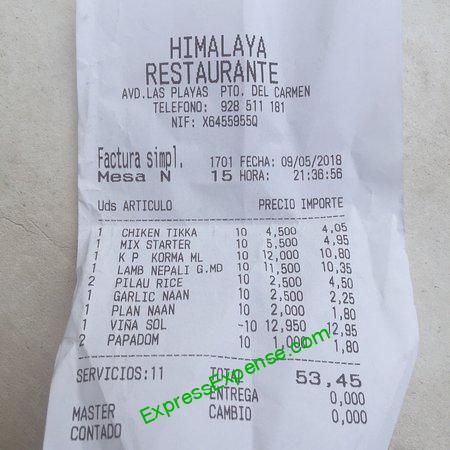 HIMALAYA
RESTAURANTE
AVD.LAS PLAYAS PTO. DEL CARMEN
TELEFONO: 928 511 181
NIF: X6455955Q
Factura simpl. 1701 FECHA: 09/05/2018
Mesa N 15 HORA: 21:36:56
Uds ARTICULO PRECIO IMPORTE
1 CHIKEN TIKKA 10 4,500 4,05
1 MIX STARTER 10 5,500 4,95
1 K P KORMA ML 10 12,000 10,80
1 LAMB NEPALI G.MD 10 11,500 10,35
2 PILAU RICE 10 2,500 4,50
1 GARLIC NAAN 10 2,500 2,25
1 PLAN NAAN 10 2,000 1,80
1 VIÑA SOL ~10 12,950 12,95
2 PAPADOM 10 1,000 1,80
SERVICIOS:11 TOTAL 53,45
ENTREGA 0,000
MASTER CAMBIO 0,000
CONTADO
ExpressExpense.com